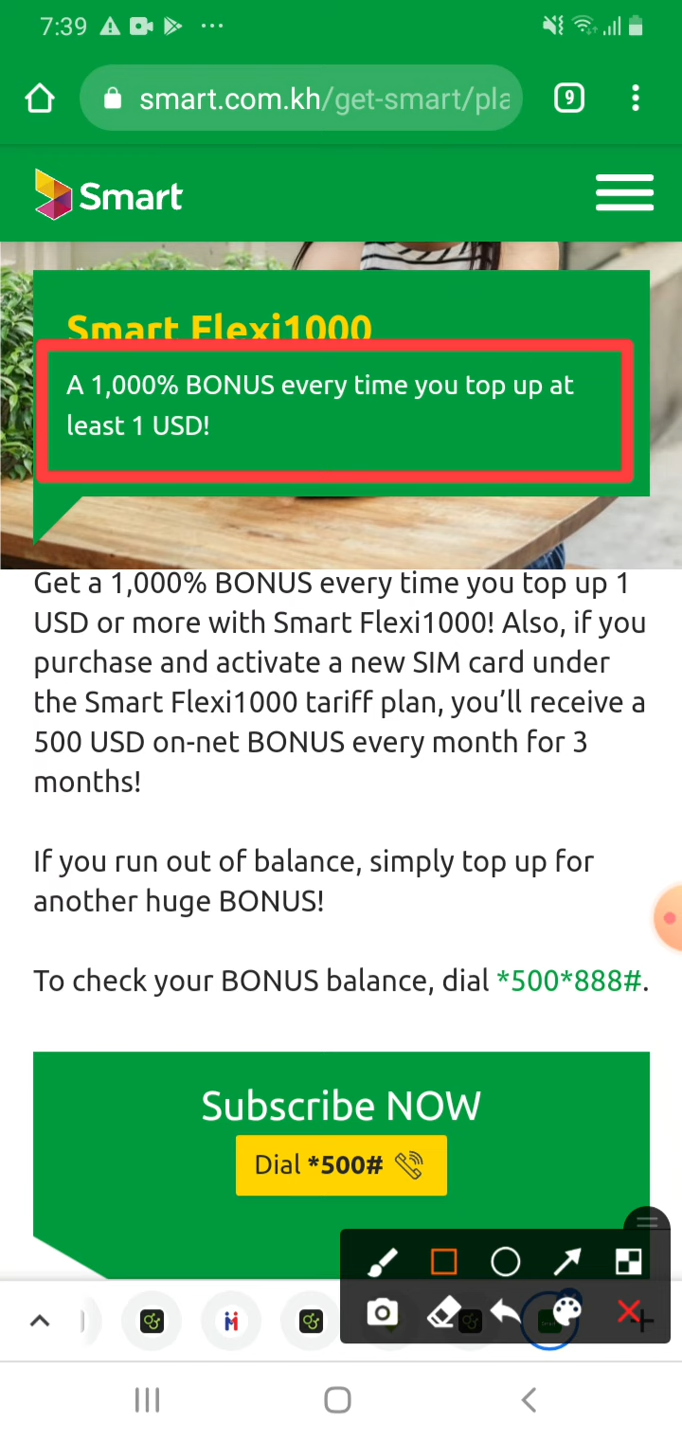 7:39
smart.com.kh/get-smart/pla
9
Smart
Smart Flexi1000
A 1,000% BONUS every time you top up at
least 1 USD!
Get a 1,000% BONUS every time you top up 1
USD or more with Smart Flexi1000! Also, if you
purchase and activate a new SIM card under
the Smart Flexi1000 tariff plan, you’ll receive a
500 USD on-net BONUS every month for 3
months!
If you run out of balance, simply top up for
another huge BONUS!
To check your BONUS balance, dial *500*888#.
Subscribe NOW
Dial *500#